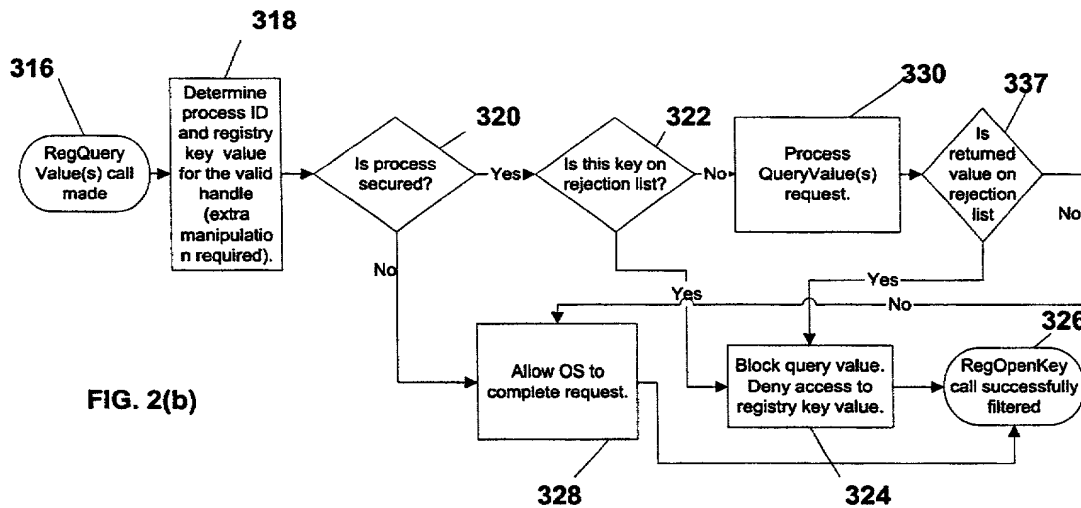 318
316
Determine
process ID
and registry
key value
for the valid
handle
(extra
manipulatio
n required).
RegQuery
Value(s) call
made
320
Is process
secured?
Yes
No
322
Is this key on
rejection list?
No
Yes
330
Process
QueryValue(s)
request.
337
Is
returned
value on
rejection
list
No
Yes
No
326
Allow OS to
complete request.
328
Block query value.
Deny access to
registry key value.
324
RegOpenKey
call successfully
filtered
FIG. 2(b)